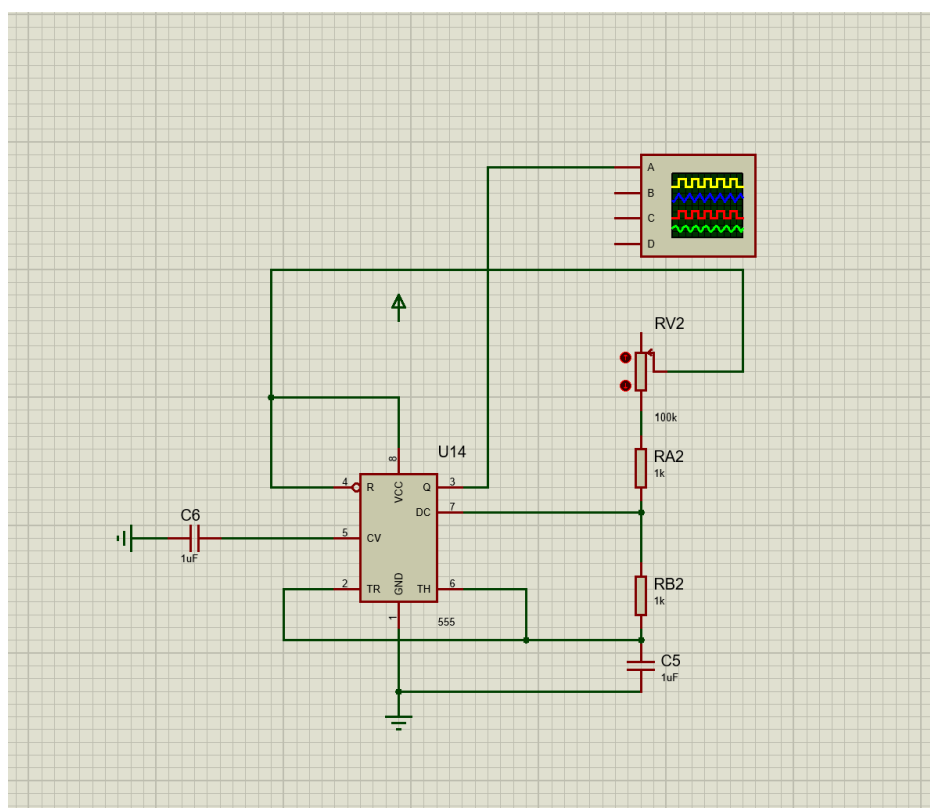 A
B
C
D
RV2
100k
U14
RA2
1k
8
4
R
VCC
Q
3
DC
7
C6
1uF
5
CV
RB2
1k
2
TR
GND
TH
6
1
555
C5
1uF